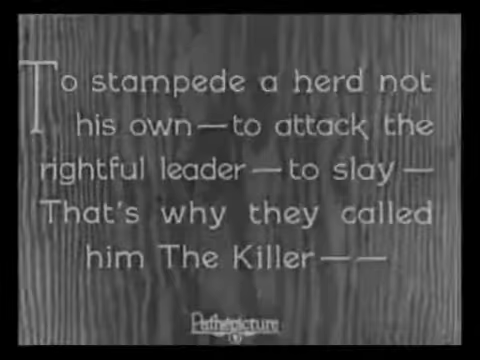 To stampede a herd not
his own—to attack the
rightful leader—to slay—
That's why they called
him The Killer——
Pathépicture